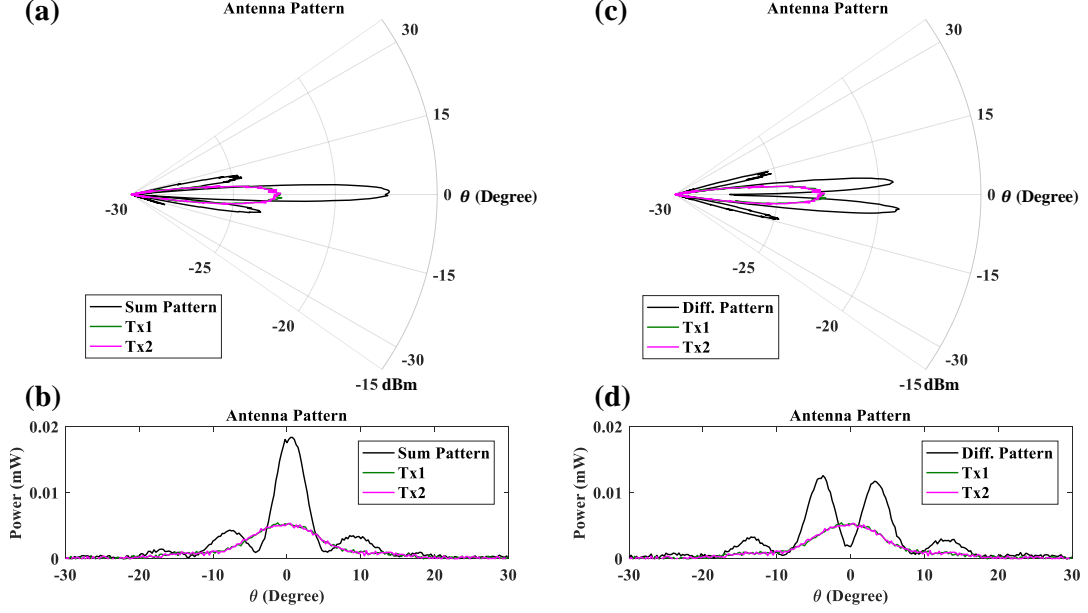 (a)
Antenna Pattern
30
15
0 θ (Degree)
-15
-30
-15 dBm
-20
-25
-30
Sum Pattern
Tx1
Tx2
(b)
Antenna Pattern
0.02
0.01
0
Power (mW)
-30 -20 -10 0 10 20 30
θ (Degree)
Sum Pattern
Tx1
Tx2
(c)
Antenna Pattern
30
15
0 θ (Degree)
-15
-30
-15 dBm
-20
-25
-30
Diff. Pattern
Tx1
Tx2
(d)
Antenna Pattern
0.02
0.01
0
Power (mW)
-30 -20 -10 0 10 20 30
θ (Degree)
Diff. Pattern
Tx1
Tx2